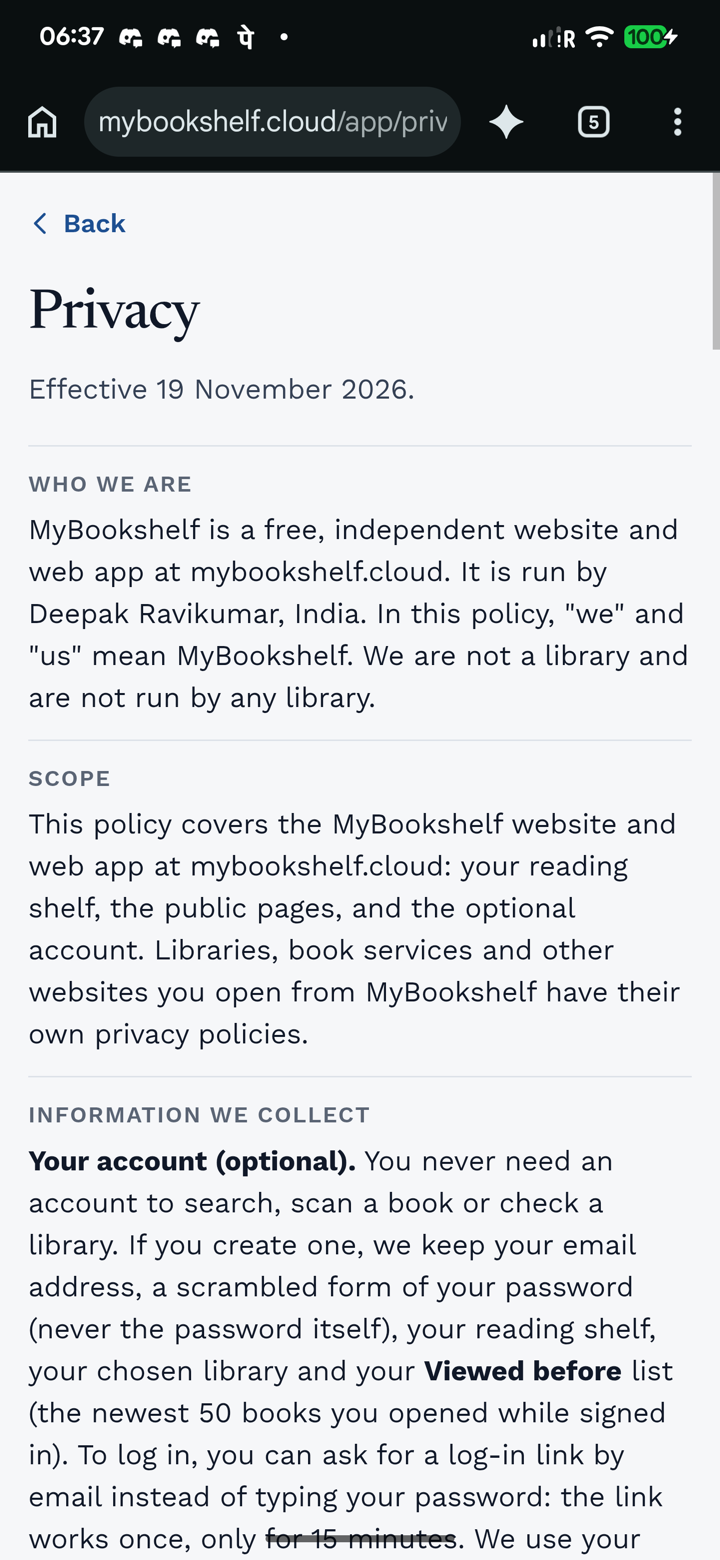 06:37 पे R 100
mybookshelf.cloud/app/priv 5
Back
Privacy
Effective 19 November 2026.
WHO WE ARE
MyBookshelf is a free, independent website and
web app at mybookshelf.cloud. It is run by
Deepak Ravikumar, India. In this policy, "we" and
"us" mean MyBookshelf. We are not a library and
are not run by any library.
SCOPE
This policy covers the MyBookshelf website and
web app at mybookshelf.cloud: your reading
shelf, the public pages, and the optional
account. Libraries, book services and other
websites you open from MyBookshelf have their
own privacy policies.
INFORMATION WE COLLECT
Your account (optional). You never need an
account to search, scan a book or check a
library. If you create one, we keep your email
address, a scrambled form of your password
(never the password itself), your reading shelf,
your chosen library and your Viewed before list
(the newest 50 books you opened while signed
in). To log in, you can ask for a log-in link by
email instead of typing your password: the link
works once, only for 15 minutes. We use your